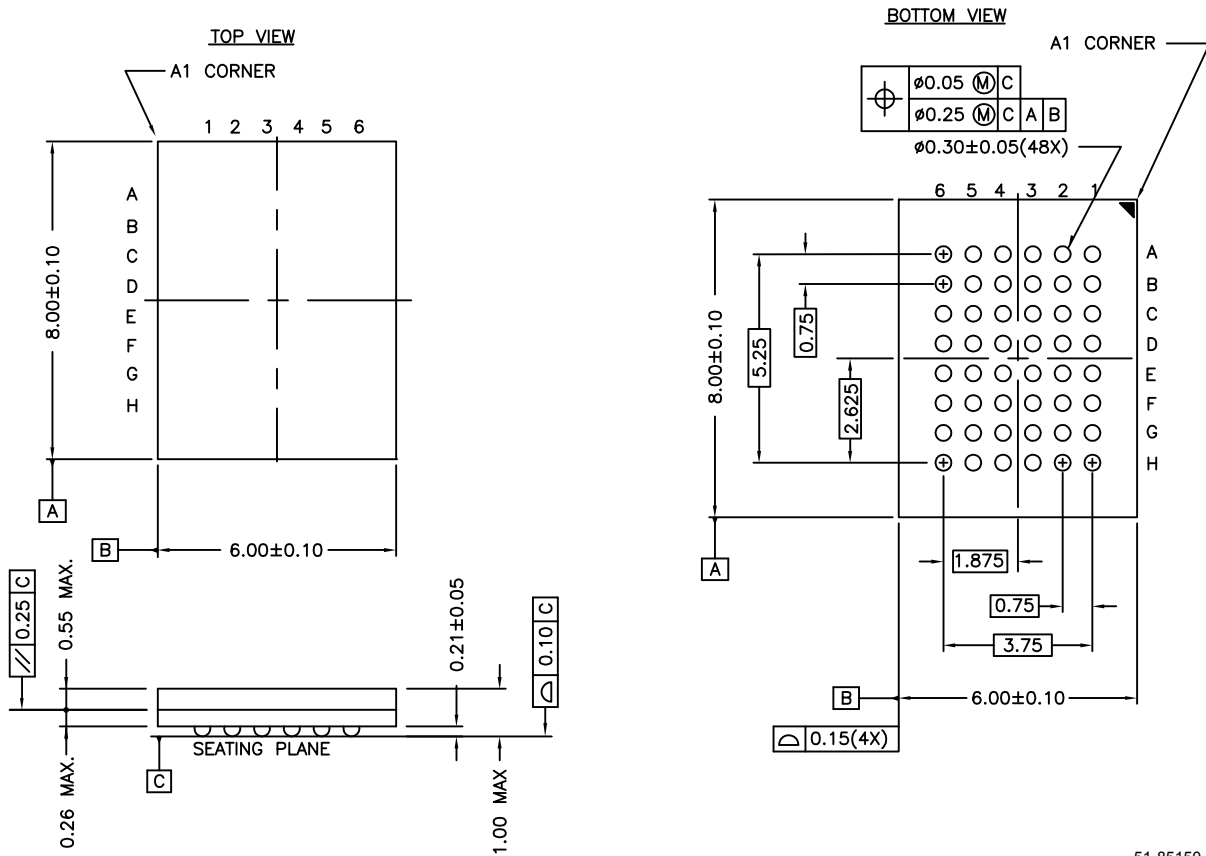 TOP VIEW
A1 CORNER
1 2 3 4 5 6
A
B
C
D
E
F
G
H
8.00±0.10
A
B
6.00±0.10
// 0.25 C
0.55 MAX.
0.21±0.05
0.10 C
SEATING PLANE
C
0.26 MAX.
1.00 MAX
BOTTOM VIEW
A1 CORNER
ø0.05 Ⓜ C
ø0.25 Ⓜ C A B
ø0.30±0.05(48X)
6 5 4 3 2 1
A
B
C
D
E
F
G
H
8.00±0.10
5.25
0.75
2.625
A
1.875
0.75
3.75
B
6.00±0.10
0.15(4X)